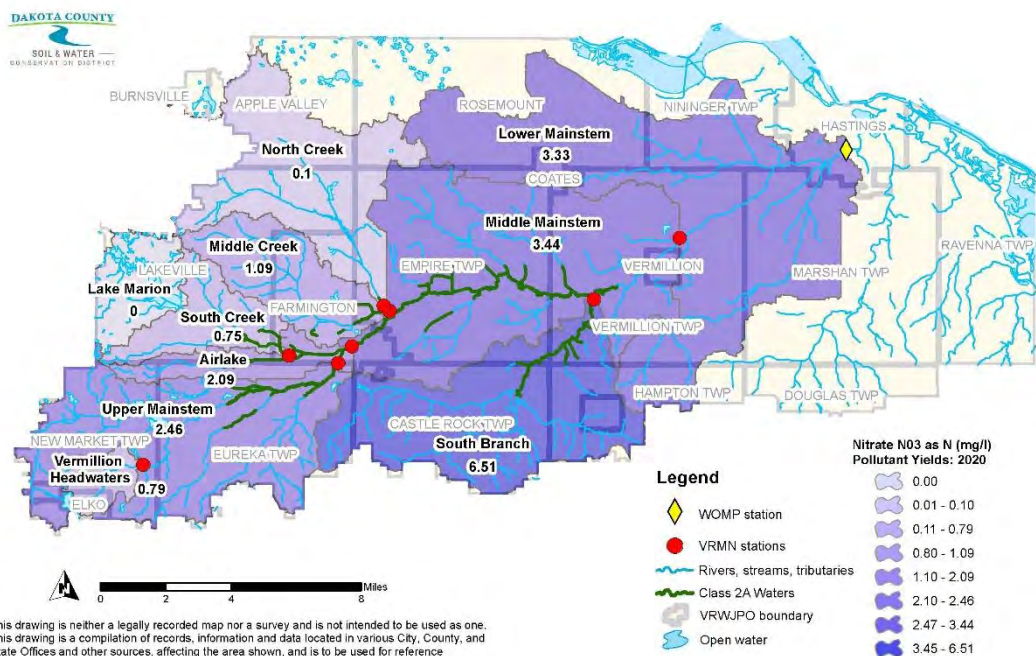 DAKOTA COUNTY
SOIL & WATER
CONSERVATION DISTRICT
BURNSVILLE
APPLE VALLEY
ROSEMOUNT
NININGER TWP
HASTINGS
Lower Mainstem
3.33
North Creek
0.1
COATES
Middle Mainstem
3.44
Middle Creek
1.09
LAKEVILLE
EMPIRE TWP
VERMILLION
MARSHAN TWP
RAVENNA TWP
Lake Marion
0
FARMINGTON
South Creek
0.75
VERMILLION TWP
Airlake
2.09
HAMPTON TWP
DOUGLAS TWP
Upper Mainstem
2.46
CASTLE ROCK TWP
NEW MARKET TWP
EUREKA TWP
South Branch
6.51
Vermillion
Headwaters
0.79
ELKO
Legend
WOMP station
VRMN stations
Rivers, streams, tributaries
Class 2A Waters
VRWJPO boundary
Open water
Nitrate N03 as N (mg/l)
Pollutant Yields: 2020
0.00
0.01 - 0.10
0.11 - 0.79
0.80 - 1.09
1.10 - 2.09
2.10 - 2.46
2.47 - 3.44
3.45 - 6.51
N
0 2 4 8 Miles
his drawing is neither a legally recorded map nor a survey and is not intended to be used as one.
his drawing is a compilation of records, information and data located in various City, County, and
tate Offices and other sources, affecting the area shown, and is to be used for reference